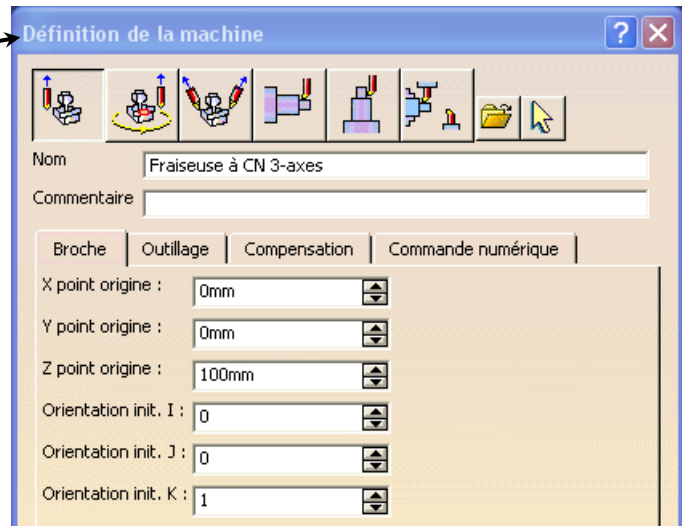 Définition de la machine
Nom Fraiseuse à CN 3-axes
Commentaire
Broche Outillage Compensation Commande numérique
X point origine : 0mm
Y point origine : 0mm
Z point origine : 100mm
Orientation init. I : 0
Orientation init. J : 0
Orientation init. K : 1